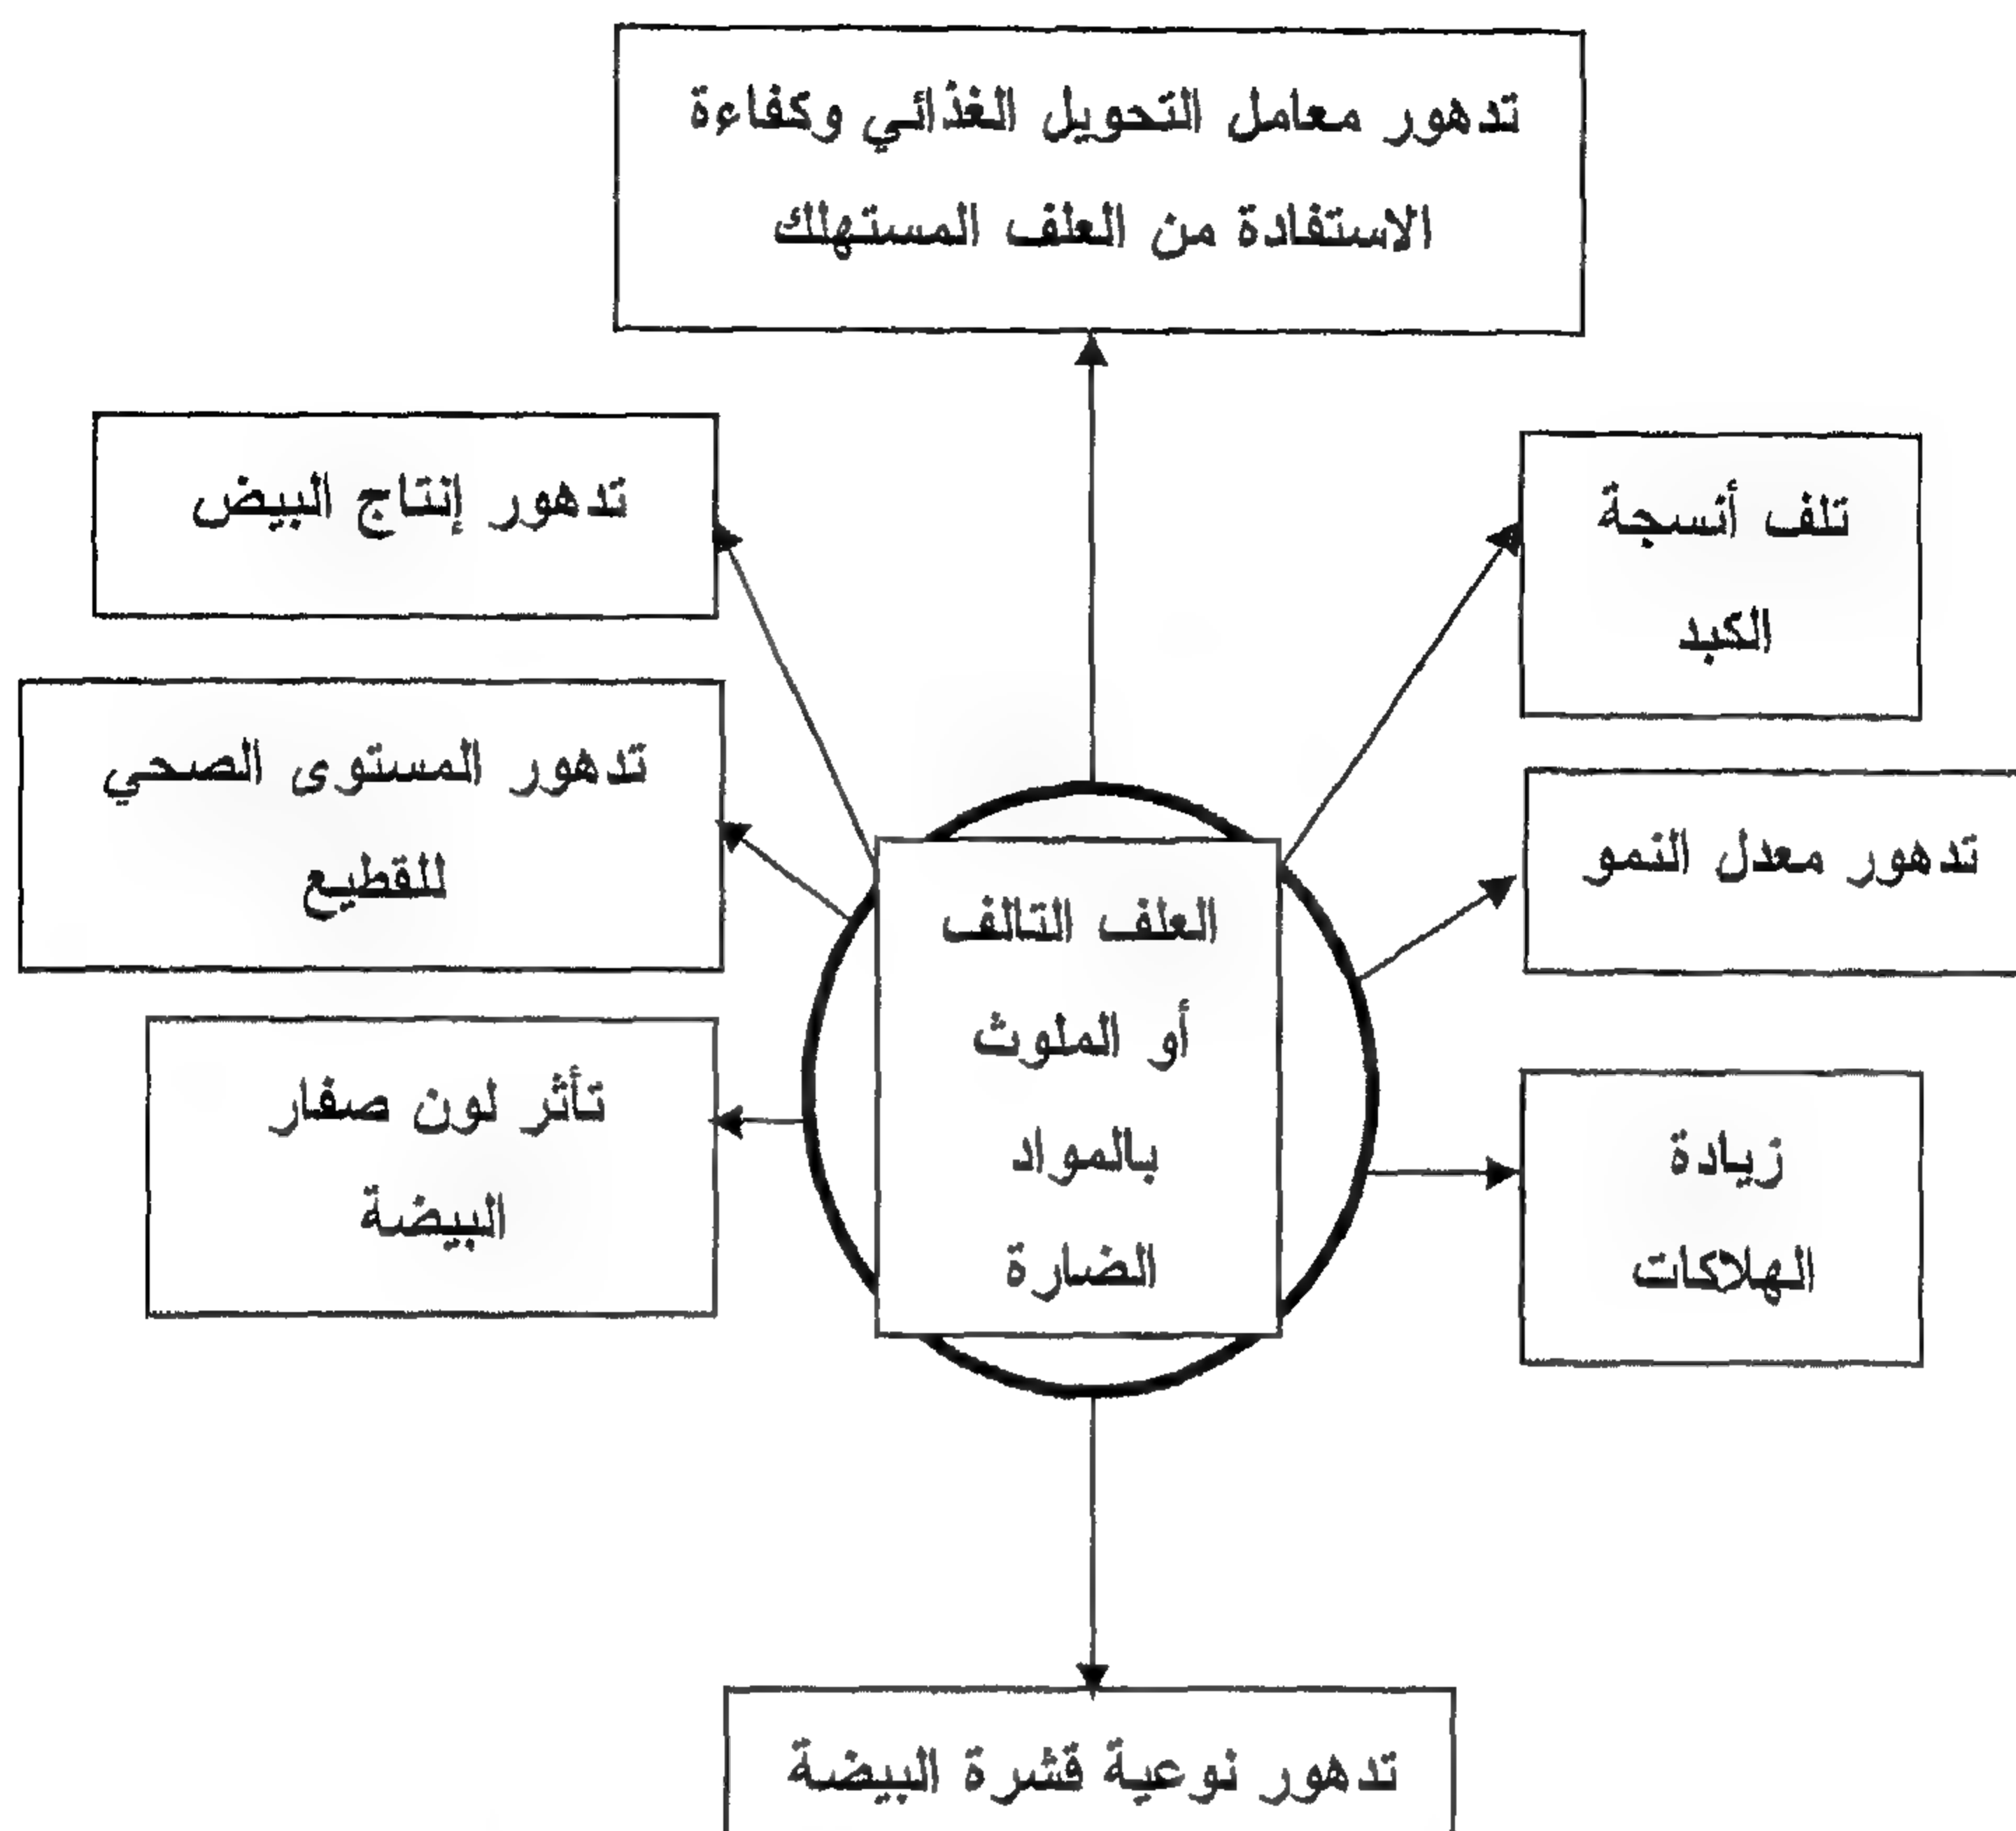 تدهور معامل التحويل الغذائي وكفاءة
الاستفادة من العلف المستهلك
تلف أنسجة
الكبد
تدهور إنتاج البيض
تدهور معدل النمو
تدهور المستوى الصحي
للقطيع
العلف التالف
أو الملوث
بالمواد
الضارة
زيادة
الهلاكات
تأثر لون صفار
البيضة
تدهور نوعية قشرة البيضة